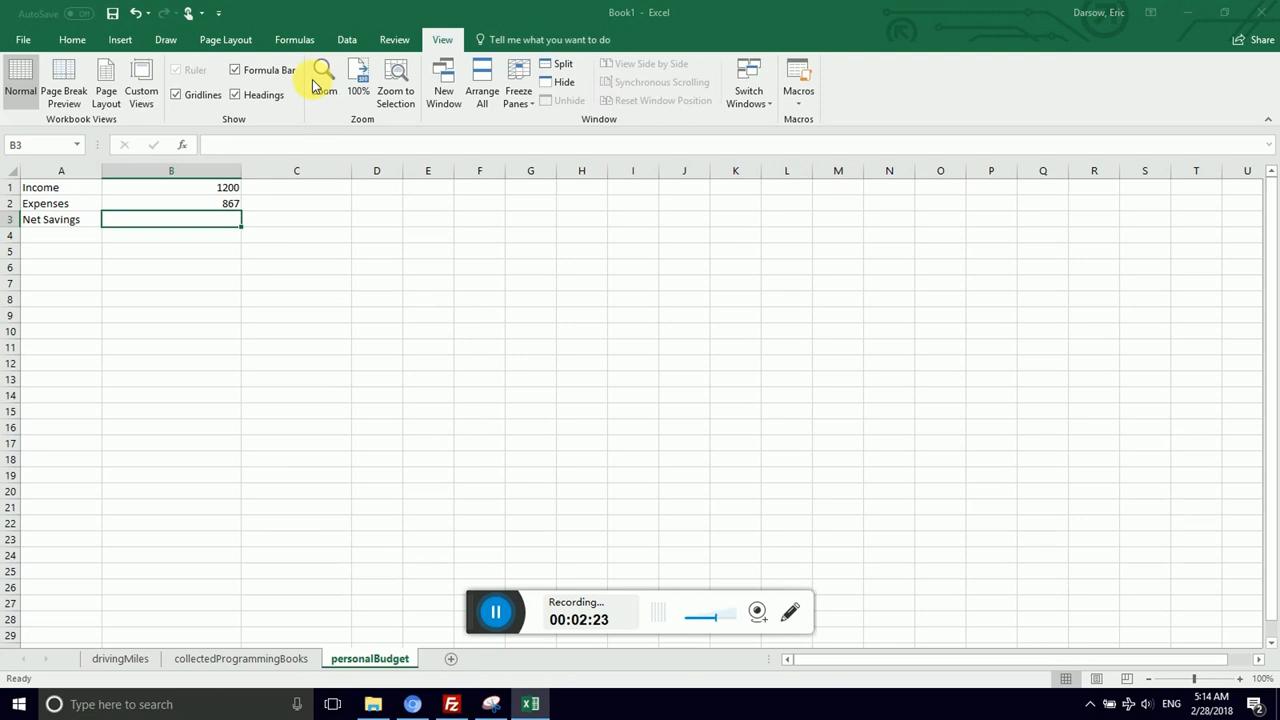 AutoSave Off Book1 - Excel Darsow, Eric
File Home Insert Draw Page Layout Formulas Data Review View Tell me what you want to do Share
Ruler Formula Bar
Gridlines Headings
Normal Page Break Preview Page Layout Custom Views
Zoom 100% Zoom to Selection
New Window Arrange All Freeze Panes
Split
Hide
Unhide
View Side by Side
Synchronous Scrolling
Reset Window Position
Switch Windows Macros
Workbook Views Show Zoom Window Macros
B3 fx
A B C D E F G H I J K L M N O P Q R S T U
1 Income 1200
2 Expenses 867
3 Net Savings
4
5
6
7
8
9
10
11
12
13
14
15
16
17
18
19
20
21
22
23
24
25
26
27
28
29
Recording...
00:02:23
drivingMiles collectedProgrammingBooks personalBudget
100%
Type here to search ENG 5:14 AM
2/28/2018
2